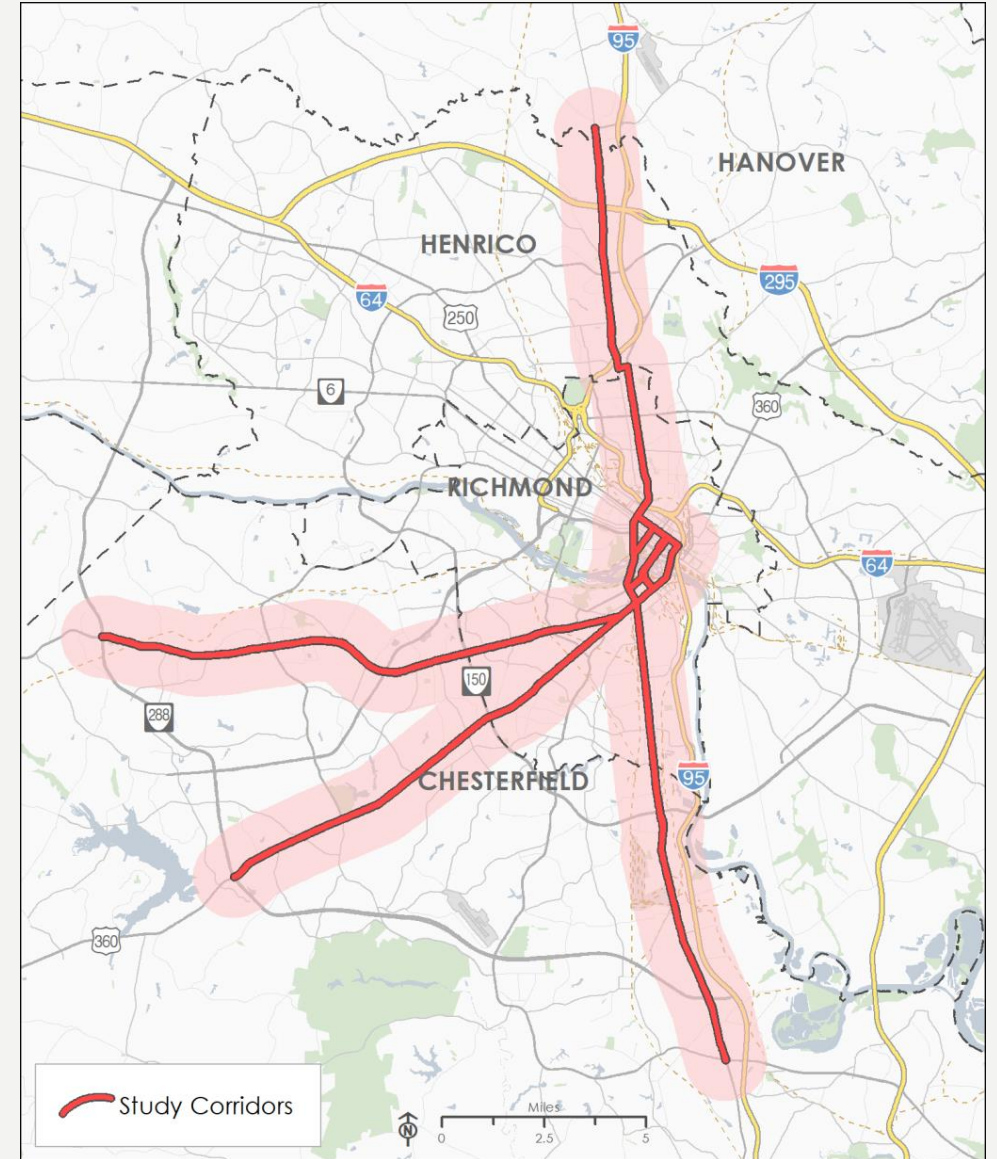 95
HANOVER
HENRICO
295
64
250
6
360
RICHMOND
64
150
288
95
CHESTERFIELD
360
Study Corridors
N
Miles
0 2.5 5